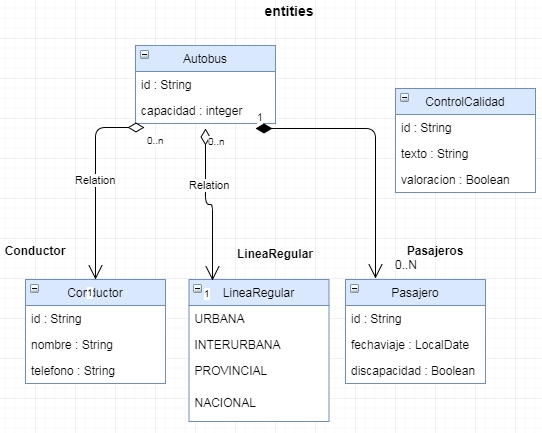 entities
Autobus
id : String
capacidad : integer
1
0..n
0..n
Relation
Relation
ControlCalidad
id : String
texto : String
valoracion : Boolean
Conductor
LineaRegular
Pasajeros
0..N
Conductor
1
id : String
nombre : String
telefono : String
1
LineaRegular
URBANA
INTERURBANA
PROVINCIAL
NACIONAL
Pasajero
id : String
fechaviaje : LocalDate
discapacidad : Boolean